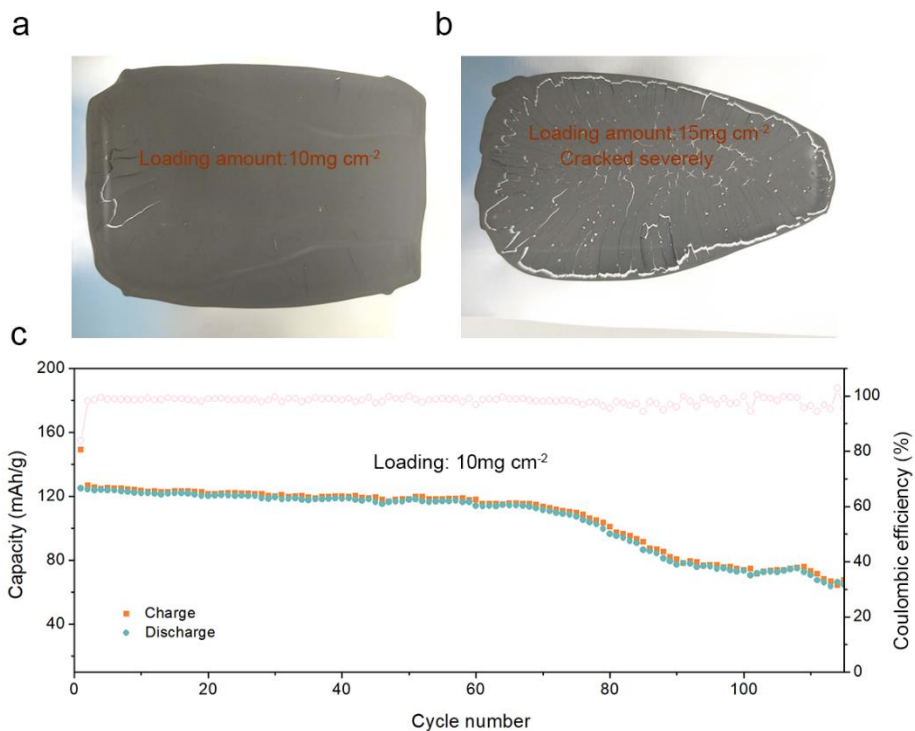 a
b
Loading amount:10mg cm⁻²
Loading amount:15mg cm⁻²
Cracked severely
c
200
160
120
80
40
Capacity (mAh/g)
Loading: 10mg cm⁻²
Charge
Discharge
100
80
60
40
20
0
Coulombic efficiency (%)
0
20
40
60
80
100
Cycle number